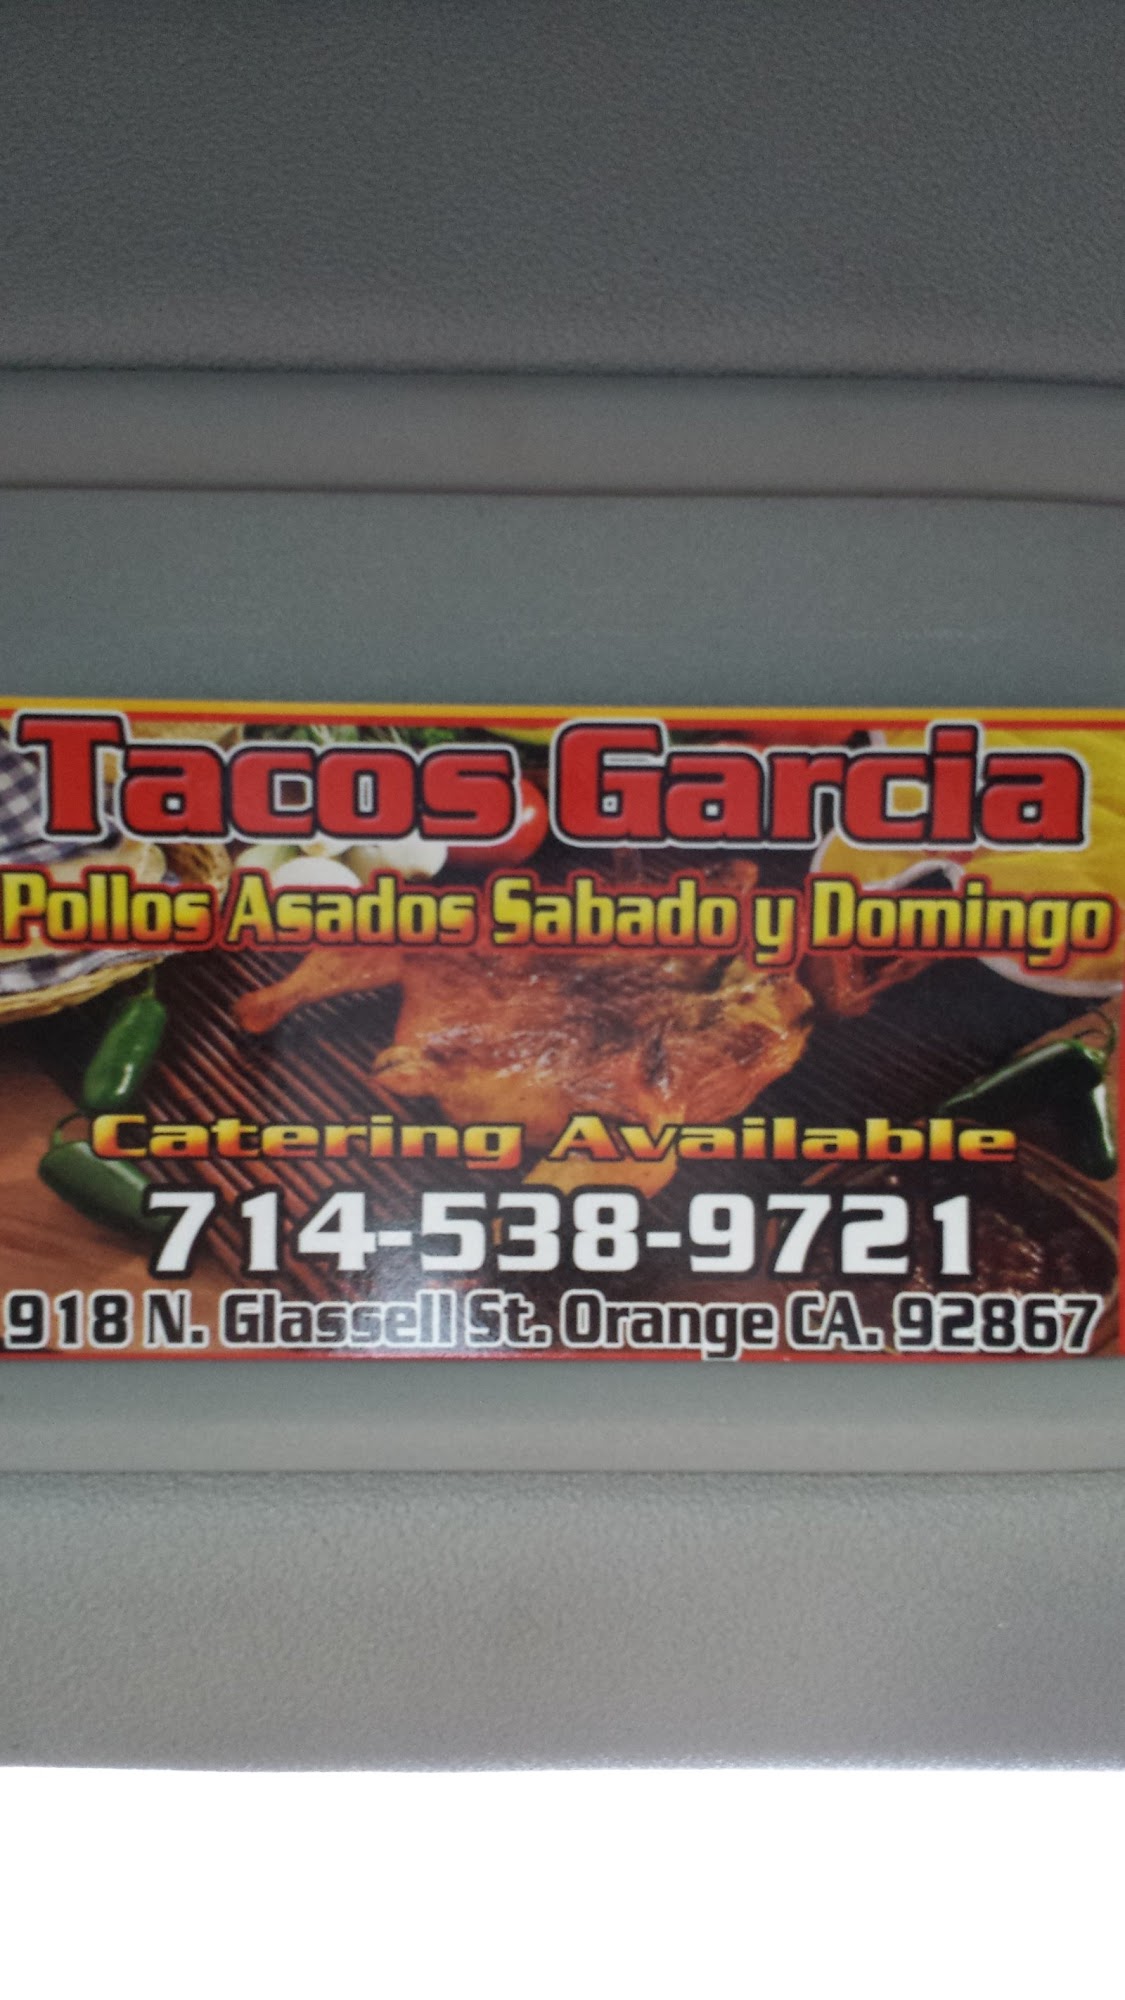 Tacos Garcia
Pollos Asados Sabado y Domingo
Catering Available
714-538-9721
918 N. Glassell St. Orange CA. 92867